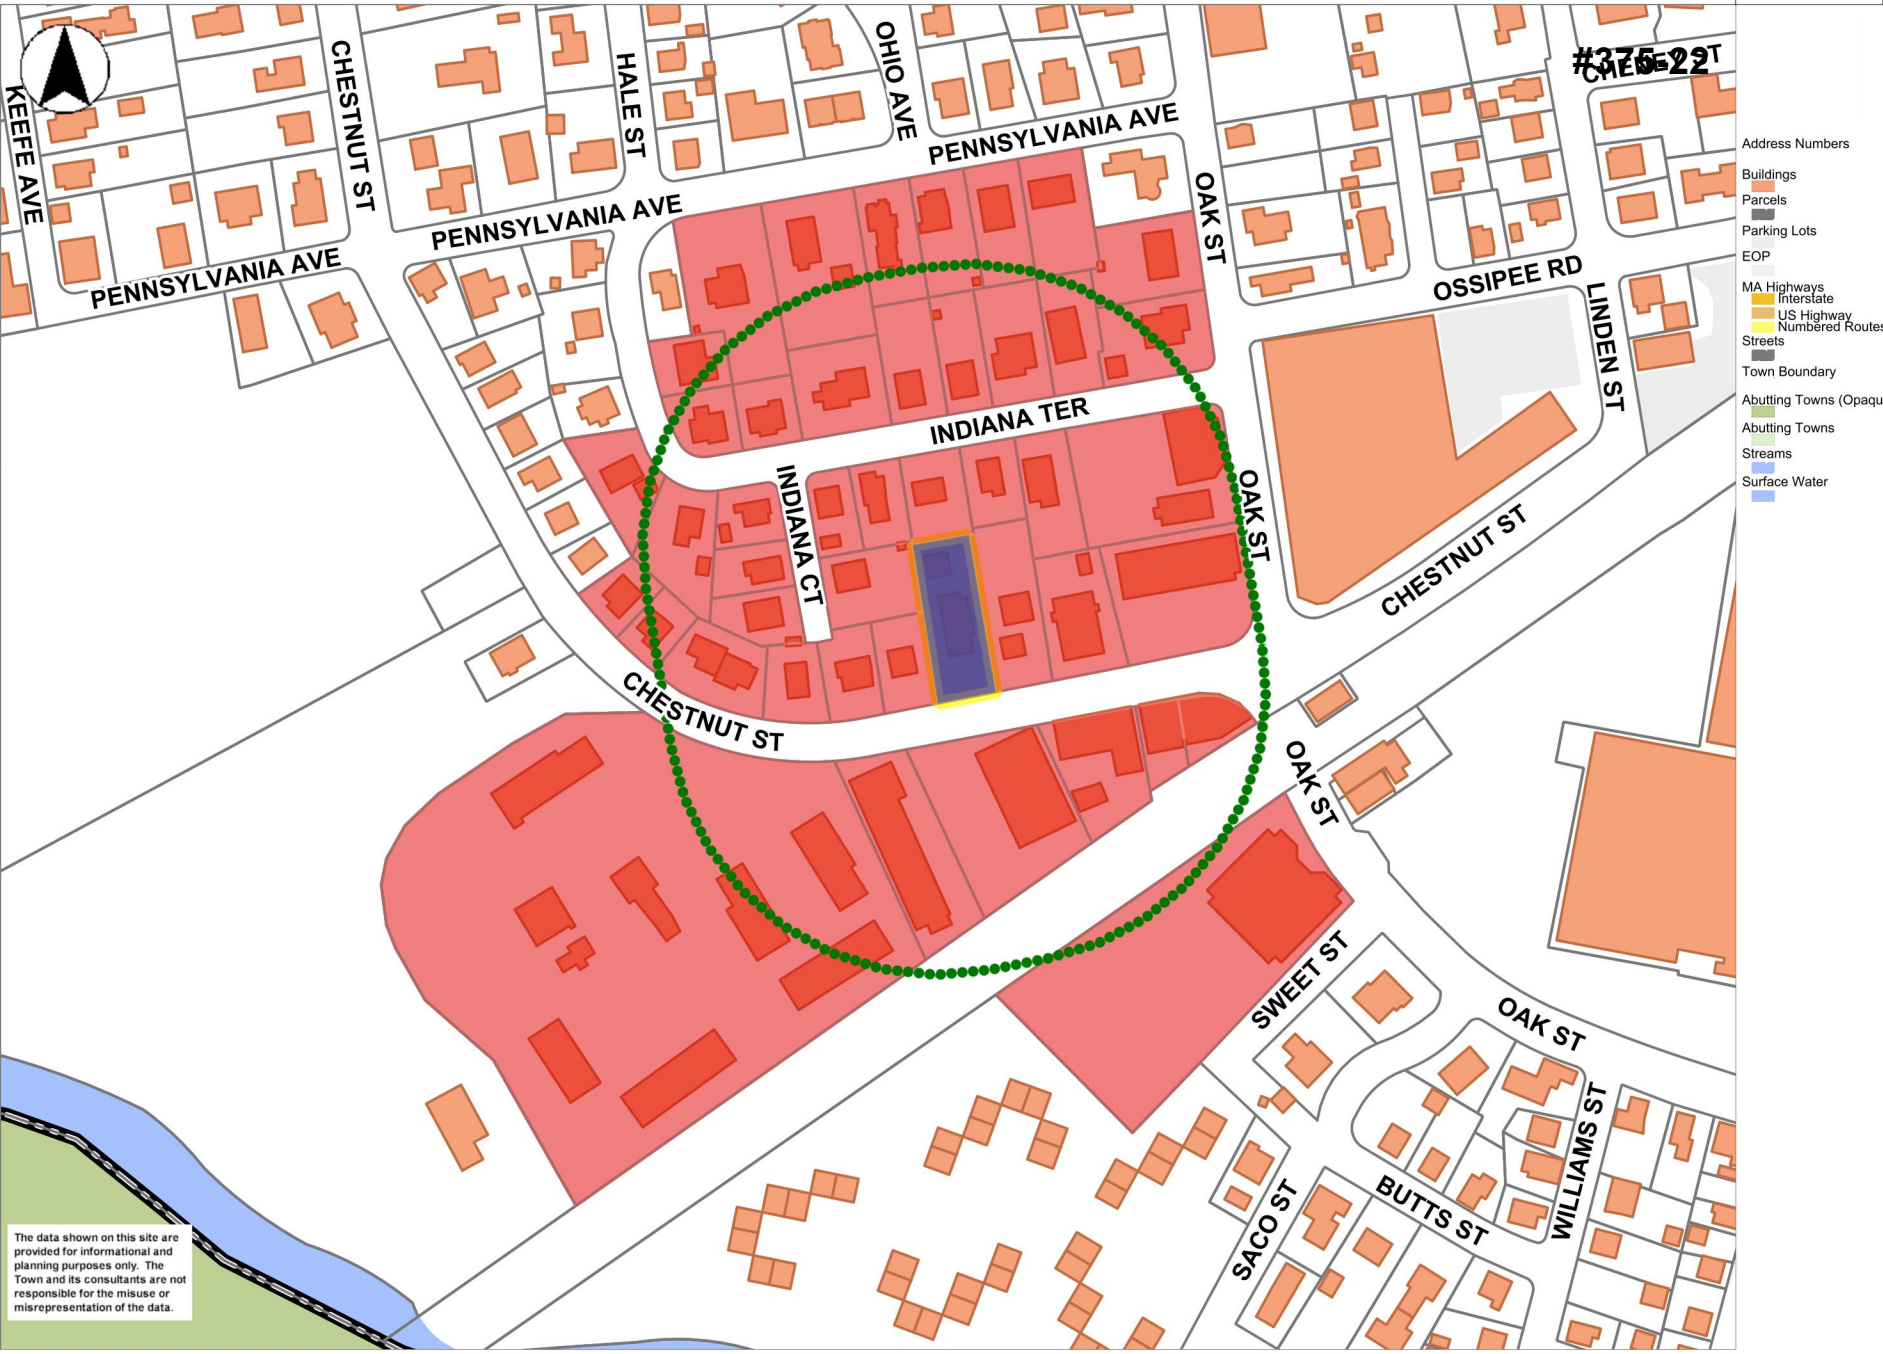 #375-22
CHENEY ST
KEEFE AVE
CHESTNUT ST
HALE ST
OHIO AVE
PENNSYLVANIA AVE
PENNSYLVANIA AVE
PENNSYLVANIA AVE
OAK ST
OSSIPEE RD
LINDEN ST
INDIANA TER
INDIANA CT
OAK ST
CHESTNUT ST
CHESTNUT ST
OAK ST
SWEET ST
OAK ST
WILLIAMS ST
BUTTS ST
SACO ST
Address Numbers
Buildings
Parcels
Parking Lots
EOP
MA Highways
Interstate
US Highway
Numbered Routes
Streets
Town Boundary
Abutting Towns (Opaqu
Abutting Towns
Streams
Surface Water
The data shown on this site are
provided for informational and
planning purposes only. The
Town and its consultants are not
responsible for the misuse or
misrepresentation of the data.